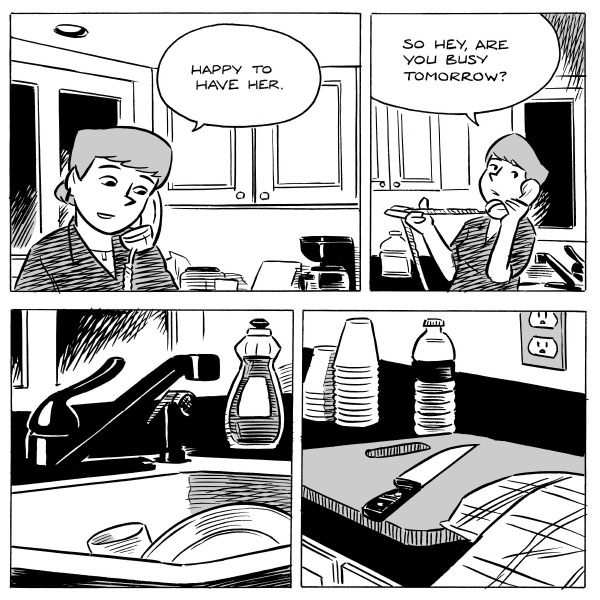 HAPPY TO
HAVE HER.
SO HEY, ARE
YOU BUSY
TOMORROW?